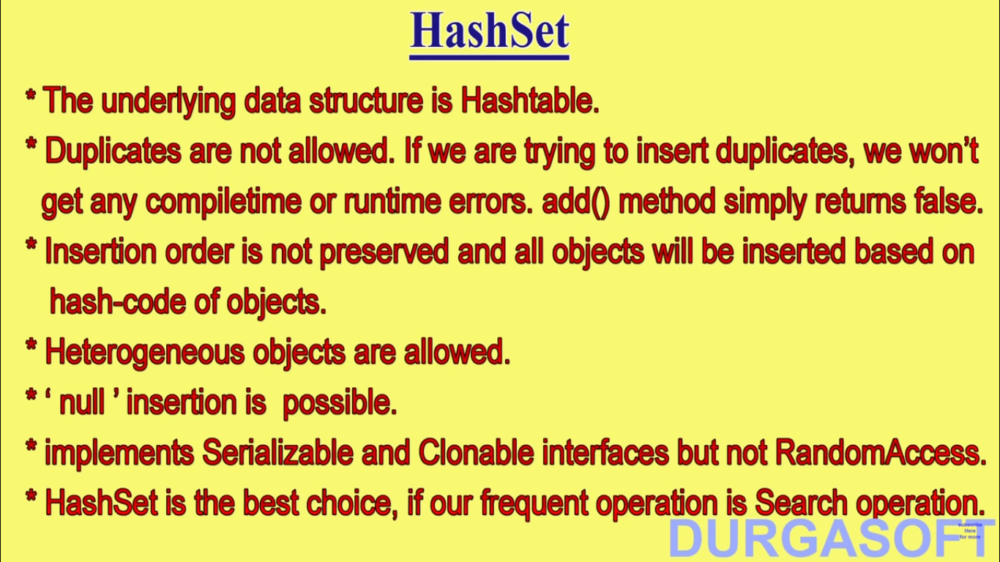 HashSet
* The underlying data structure is Hashtable.
* Duplicates are not allowed. If we are trying to insert duplicates, we won’t
get any compiletime or runtime errors. add() method simply returns false.
* Insertion order is not preserved and all objects will be inserted based on
hash-code of objects.
* Heterogeneous objects are allowed.
* ‘ null ’ insertion is possible.
* implements Serializable and Clonable interfaces but not RandomAccess.
* HashSet is the best choice, if our frequent operation is Search operation.
DURGASOFT
subscribe
Here
for more